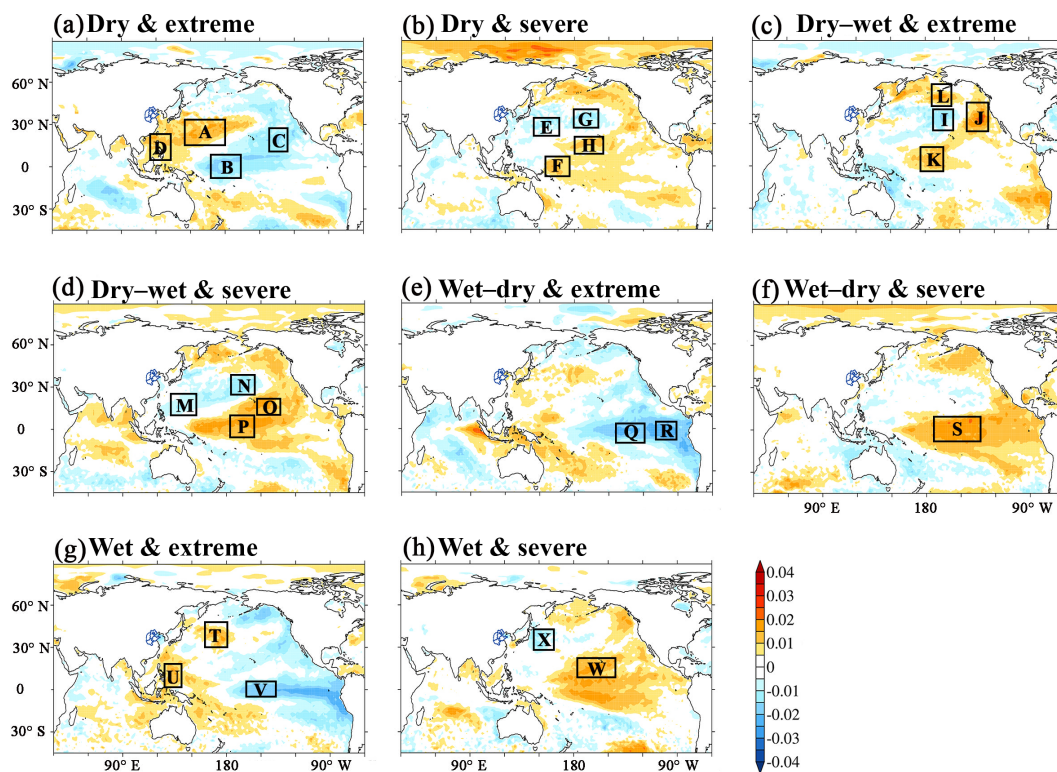 (a) Dry & extreme
(b) Dry & severe
(c) Dry–wet & extreme
60° N
30° N
0
30° S
A
B
C
D
E
G
H
F
L
I
J
K
(d) Dry–wet & severe
(e) Wet–dry & extreme
(f) Wet–dry & severe
60° N
30° N
0
30° S
N
M
O
P
Q
R
S
90° E
180
90° W
(g) Wet & extreme
(h) Wet & severe
60° N
30° N
0
30° S
T
U
V
X
W
90° E
180
90° W
90° E
180
90° W
0.04
0.03
0.02
0.01
0
-0.01
-0.02
-0.03
-0.04